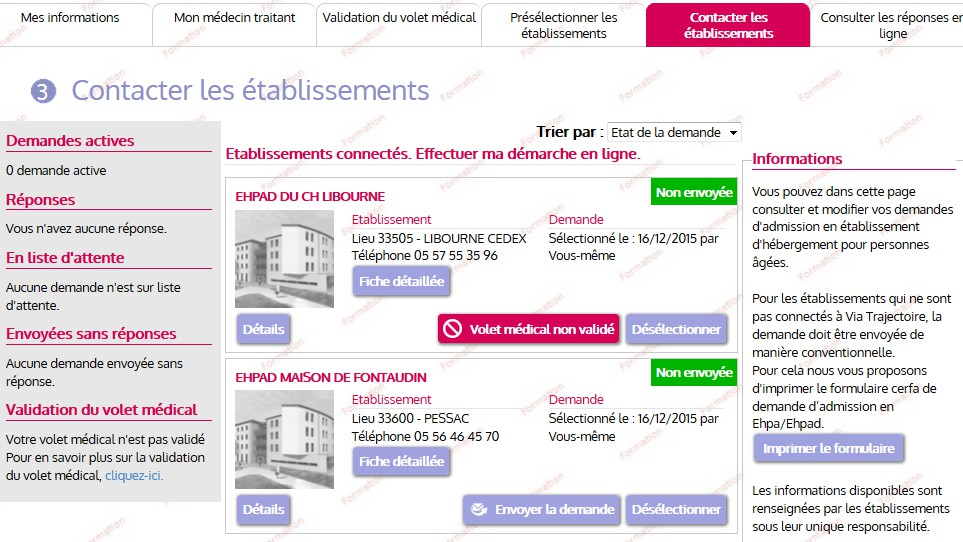 Mes informations
Mon médecin traitant
Validation du volet médical
Présélectionner les
établissements
Contacter les
établissements
Consulter les réponses en
ligne
3 Contacter les établissements
Demandes actives
0 demande active
Réponses
Vous n'avez aucune réponse.
En liste d'attente
Aucune demande n'est sur liste
d'attente.
Envoyées sans réponses
Aucune demande envoyée sans
réponse.
Validation du volet médical
Votre volet médical n'est pas validé
Pour en savoir plus sur la validation
du volet médical, cliquez-ici.
Trier par : Etat de la demande
Etablissements connectés. Effectuer ma démarche en ligne.
EHPAD DU CH LIBOURNE
Non envoyée
Etablissement
Lieu 33505 - LIBOURNE CEDEX
Téléphone 05 57 55 35 96
Fiche détaillée
Demande
Sélectionné le : 16/12/2015 par
Vous-même
Détails
Volet médical non validé
Désélectionner
EHPAD MAISON DE FONTAUDIN
Non envoyée
Etablissement
Lieu 33600 - PESSAC
Téléphone 05 56 46 45 70
Fiche détaillée
Demande
Sélectionné le : 16/12/2015 par
Vous-même
Détails
Envoyer la demande
Désélectionner
Informations
Vous pouvez dans cette page
consulter et modifier vos demandes
d'admission en établissement
d'hébergement pour personnes
âgées.
Pour les établissements qui ne sont
pas connectés à Via Trajectoire, la
demande doit être envoyée de
manière conventionelle.
Pour cela nous vous proposons
d'imprimer le formulaire cerfa de
demande d'admission en
Ehpa/Ehpad.
Imprimer le formulaire
Les informations disponibles sont
renseignées par les établissements
sous leur unique responsabilité.
Formation